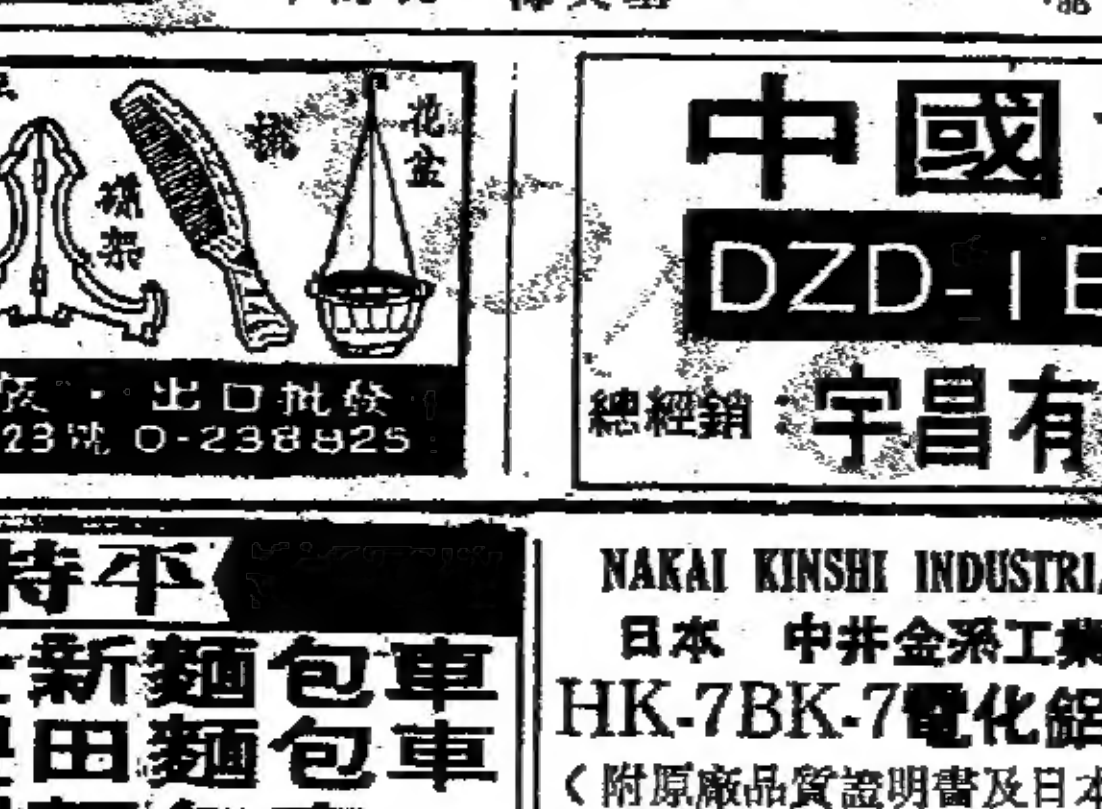 花盆
梳
碟架
出口批發
23號 0-238825
中國
DZD-1
總經銷：宇昌有
特平
新麵包車
田麵包車
NAKAI KINSHI INDUSTRI
日本 中井金系工業
HK-7BK-7電化鋁
(附原廠品質證明書及日本